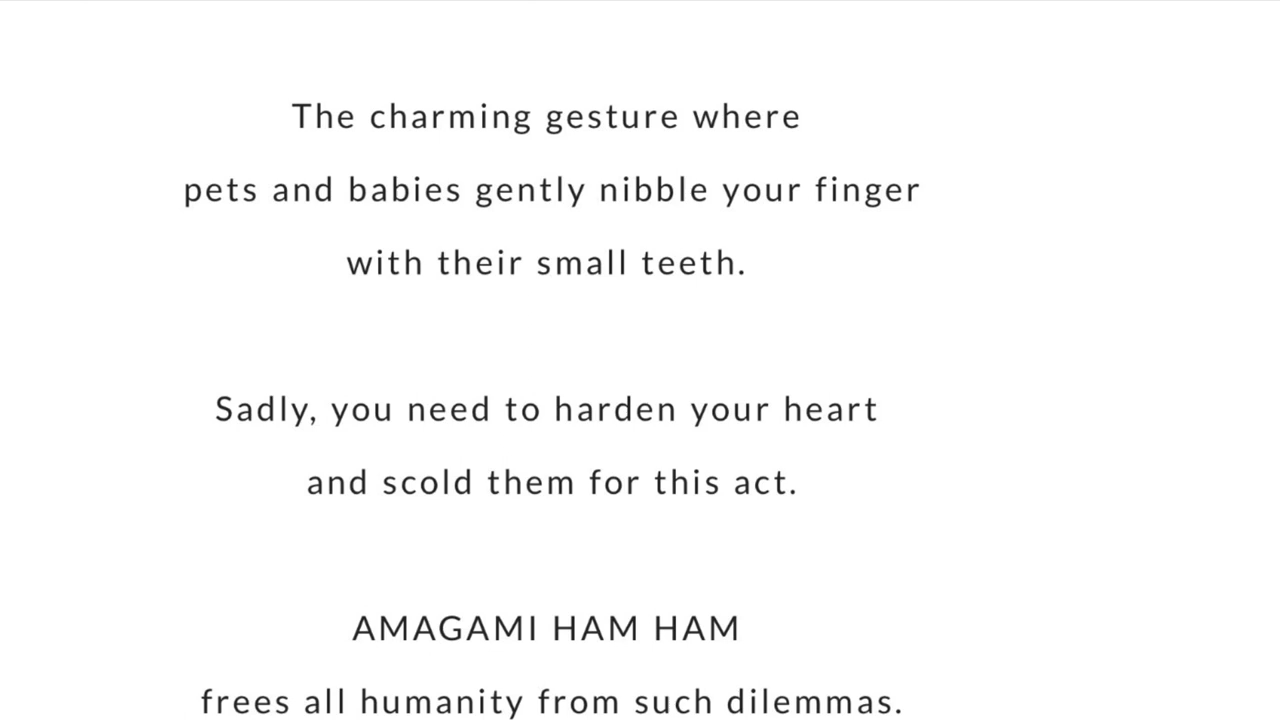 The charming gesture where
pets and babies gently nibble your finger
with their small teeth.
Sadly, you need to harden your heart
and scold them for this act.
AMAGAMI HAM HAM
frees all humanity from such dilemmas.